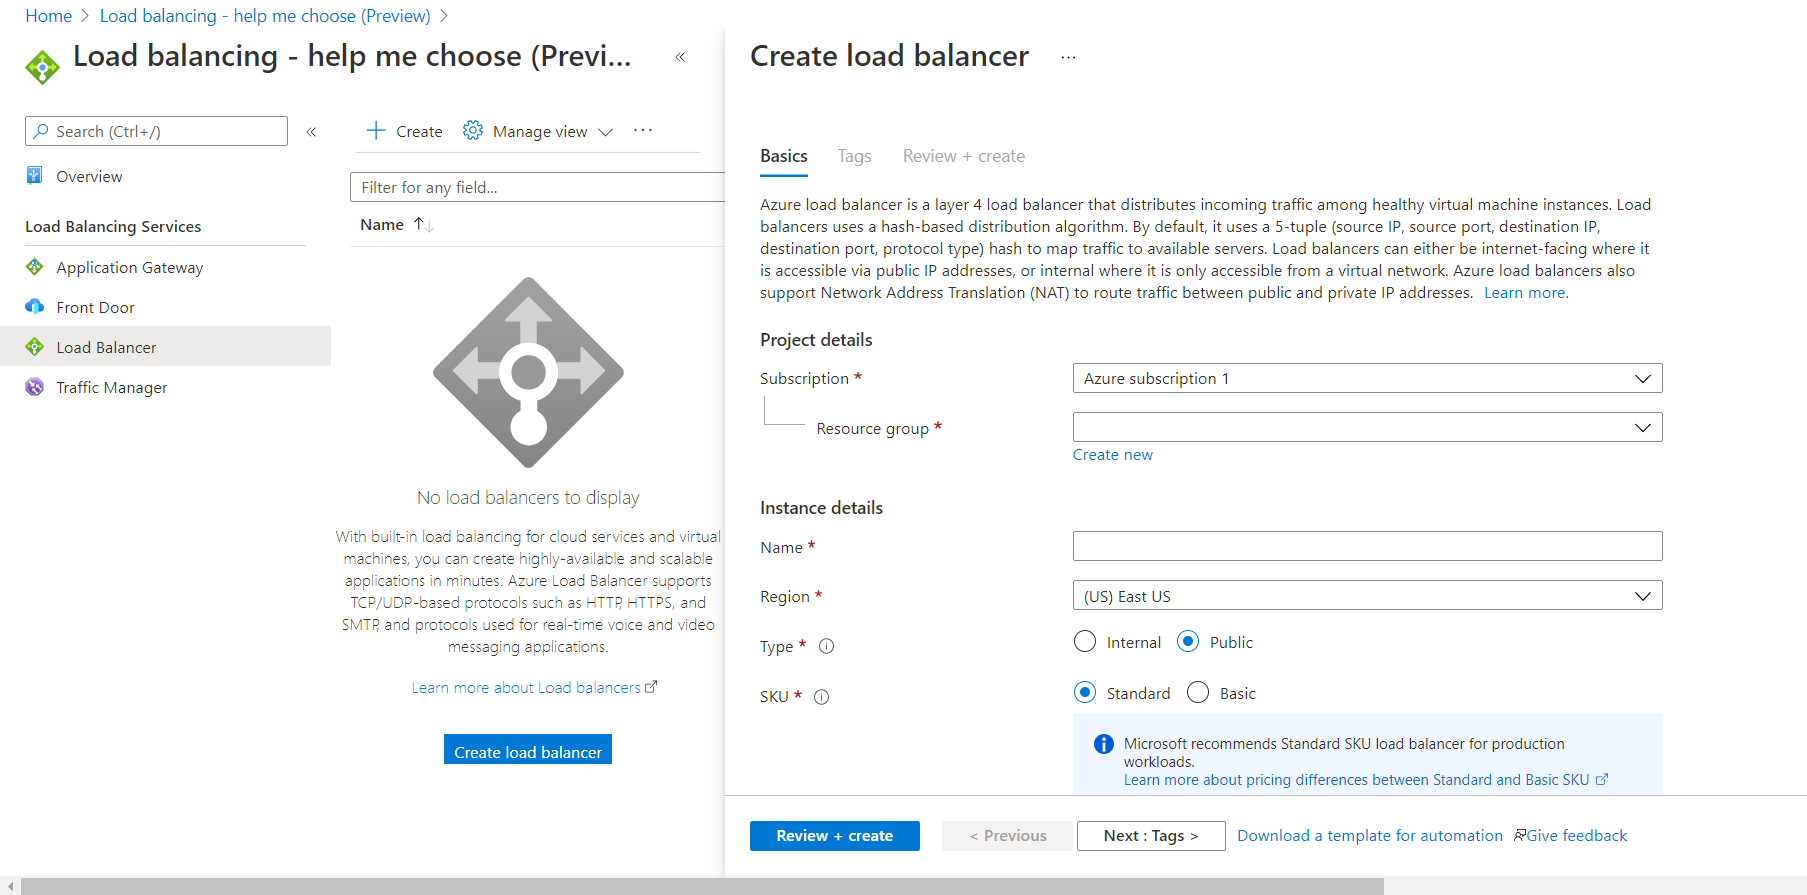 Home > Load balancing - help me choose (Preview) >
Load balancing - help me choose (Previ...
«
Search (Ctrl+/)
«
Overview
Load Balancing Services
Application Gateway
Front Door
Load Balancer
Traffic Manager
+ Create
Manage view
...
Filter for any field...
Name ↑↓
No load balancers to display
With built-in load balancing for cloud services and virtual
machines, you can create highly-available and scalable
applications in minutes. Azure Load Balancer supports
TCP/UDP-based protocols such as HTTP, HTTPS, and
SMTP, and protocols used for real-time voice and video
messaging applications.
Learn more about Load balancers
Create load balancer
Create load balancer
...
Basics
Tags
Review + create
Azure load balancer is a layer 4 load balancer that distributes incoming traffic among healthy virtual machine instances. Load
balancers uses a hash-based distribution algorithm. By default, it uses a 5-tuple (source IP, source port, destination IP,
destination port, protocol type) hash to map traffic to available servers. Load balancers can either be internet-facing where it
is accessible via public IP addresses, or internal where it is only accessible from a virtual network. Azure load balancers also
support Network Address Translation (NAT) to route traffic between public and private IP addresses. Learn more.
Project details
Subscription *
Azure subscription 1
Resource group *
Create new
Instance details
Name *
Region *
(US) East US
Type *
Internal
Public
SKU *
Standard
Basic
Microsoft recommends Standard SKU load balancer for production
workloads.
Learn more about pricing differences between Standard and Basic SKU
Review + create
< Previous
Next : Tags >
Download a template for automation
Give feedback